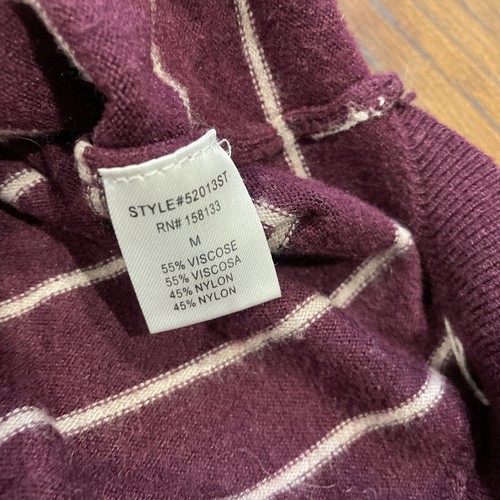 STYLE#52013ST
RN# 158133
M
55% VISCOSE
55% VISCOSA
45% NYLON
45% NYLON